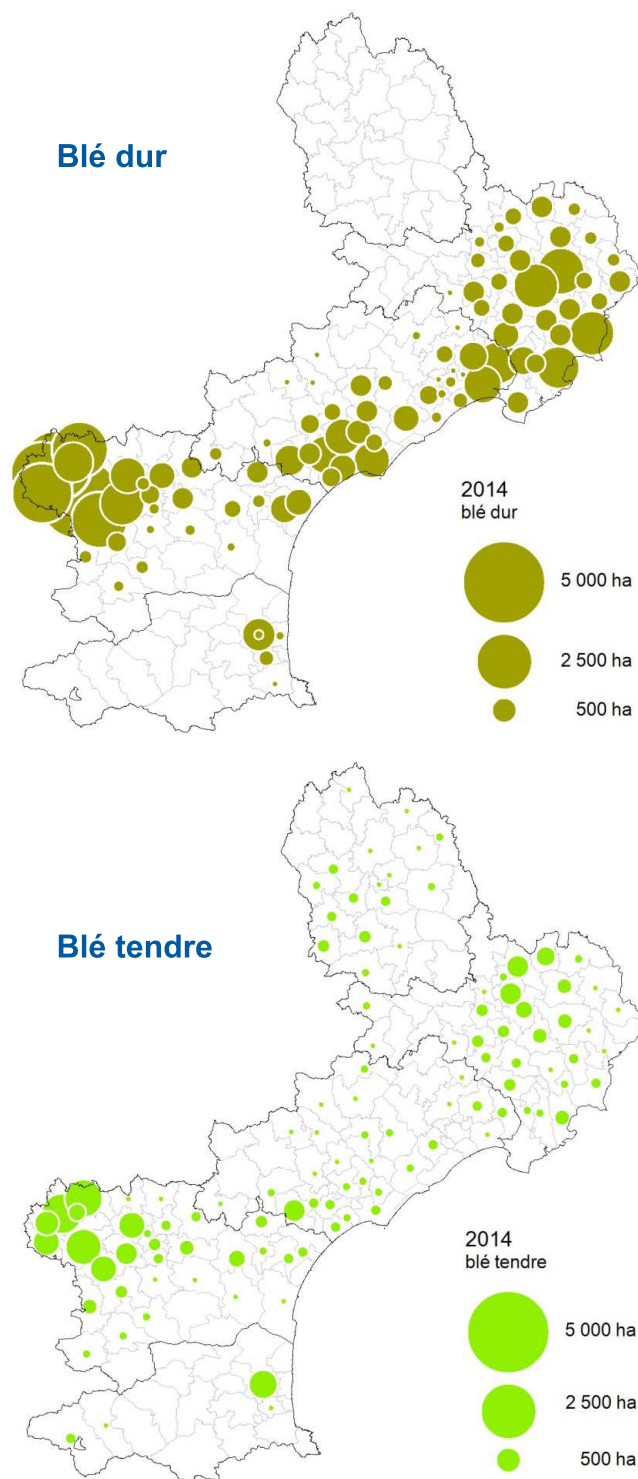 Blé dur
2014
blé dur
5 000 ha
2 500 ha
500 ha
Blé tendre
2014
blé tendre
5 000 ha
2 500 ha
500 ha